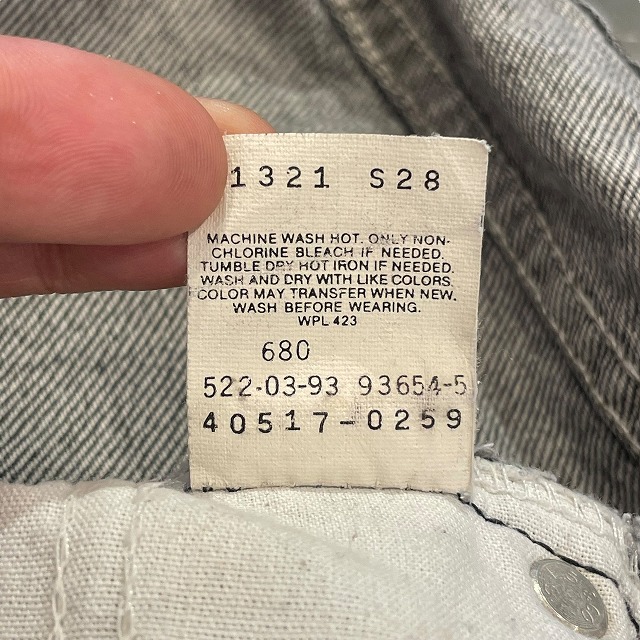 1321 S28
MACHINE WASH HOT. ONLY NON-
CHLORINE BLEACH IF NEEDED.
TUMBLE DRY HOT IRON IF NEEDED.
WASH AND DRY WITH LIKE COLORS.
COLOR MAY TRANSFER WHEN NEW.
WASH BEFORE WEARING.
WPL 423
680
522-03-93 93654-5
40517-0259